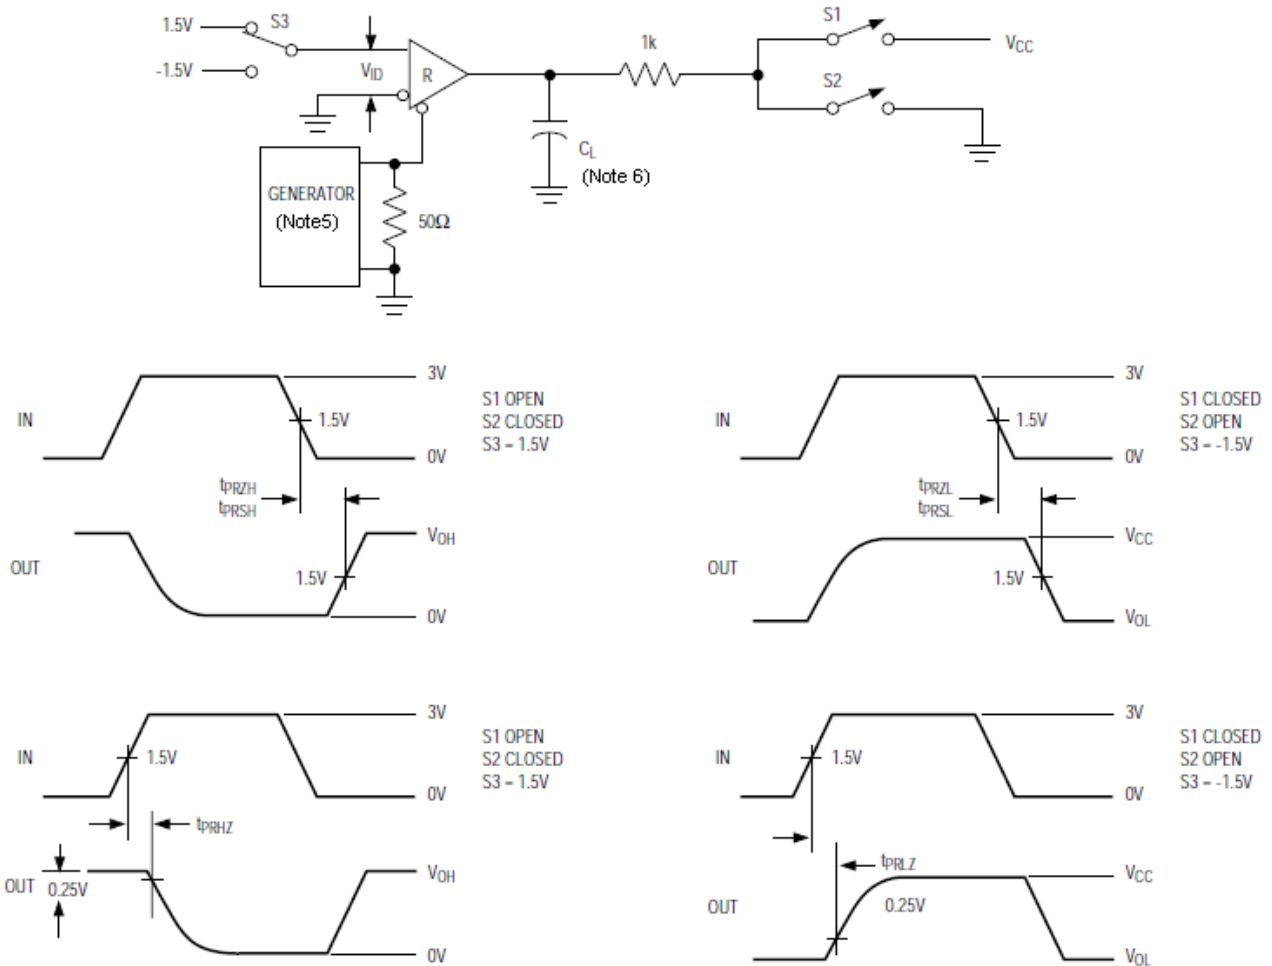 1.5V
S3
-1.5V
VID
R
1k
S1
VCC
S2
CL
(Note 6)
GENERATOR
(Note5)
50Ω
IN
3V
1.5V
0V
S1 OPEN
S2 CLOSED
S3 = 1.5V
tPRZH
tPRSH
OUT
VOH
1.5V
0V
IN
3V
1.5V
0V
S1 CLOSED
S2 OPEN
S3 = -1.5V
tPRZL
tPRSL
OUT
VCC
1.5V
VOL
IN
3V
1.5V
0V
S1 OPEN
S2 CLOSED
S3 = 1.5V
tPRHZ
OUT
0.25V
VOH
0V
IN
3V
1.5V
0V
S1 CLOSED
S2 OPEN
S3 = -1.5V
tPRLZ
OUT
VCC
0.25V
VOL